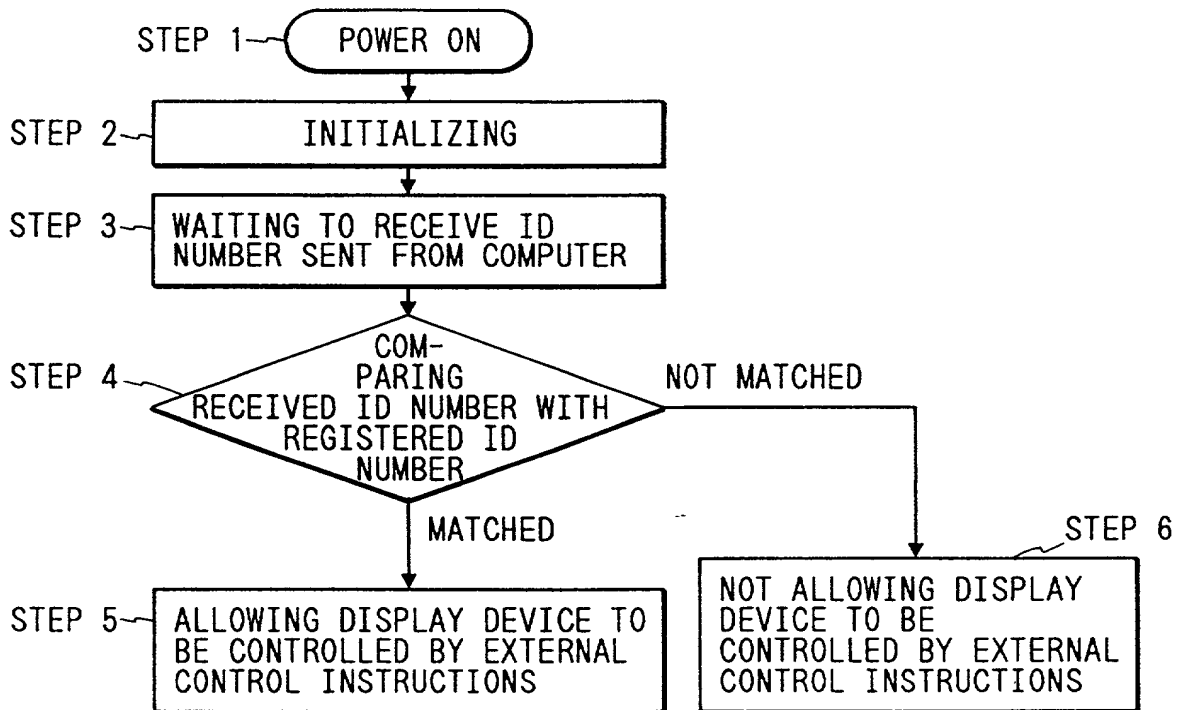 STEP 1
POWER ON
STEP 2
INITIALIZING
STEP 3
WAITING TO RECEIVE ID
NUMBER SENT FROM COMPUTER
STEP 4
COM-
PARING
RECEIVED ID NUMBER WITH
REGISTERED ID
NUMBER
NOT MATCHED
MATCHED
STEP 5
ALLOWING DISPLAY DEVICE TO
BE CONTROLLED BY EXTERNAL
CONTROL INSTRUCTIONS
STEP 6
NOT ALLOWING DISPLAY
DEVICE TO BE
CONTROLLED BY EXTERNAL
CONTROL INSTRUCTIONS